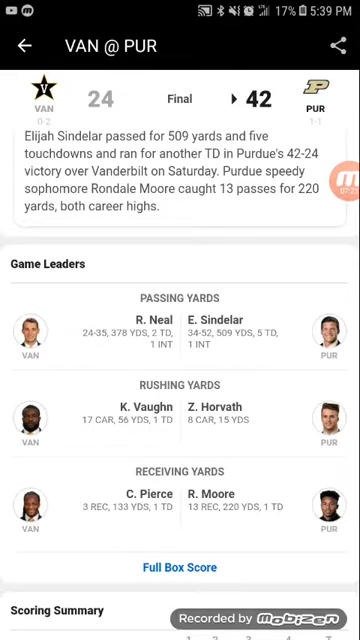 17% 5:39 PM
VAN @ PUR
VAN
0-2
24
Final
42
PUR
1-1
Elijah Sindelar passed for 509 yards and five
touchdowns and ran for another TD in Purdue's 42-24
victory over Vanderbilt on Saturday. Purdue speedy
sophomore Rondale Moore caught 13 passes for 220
yards, both career highs.
Game Leaders
PASSING YARDS
VAN
R. Neal
24-35, 378 YDS, 2 TD,
1 INT
E. Sindelar
34-52, 509 YDS, 5 TD,
1 INT
PUR
RUSHING YARDS
VAN
K. Vaughn
17 CAR, 56 YDS, 1 TD
Z. Horvath
8 CAR, 15 YDS
PUR
RECEIVING YARDS
VAN
C. Pierce
3 REC, 133 YDS, 1 TD
R. Moore
13 REC, 220 YDS, 1 TD
PUR
Full Box Score
Scoring Summary
Recorded by Mobizen